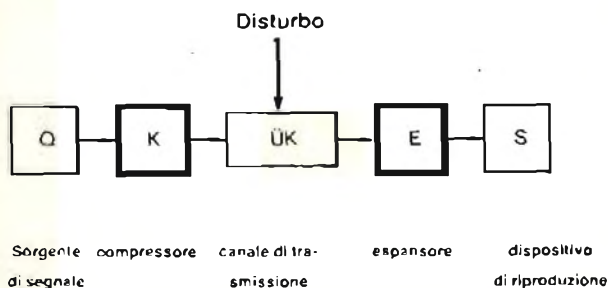 Disturbo
Q K ÜK E S
Sorgente compressore canale di tra- espansore dispositivo
di segnale smissione di riproduzione